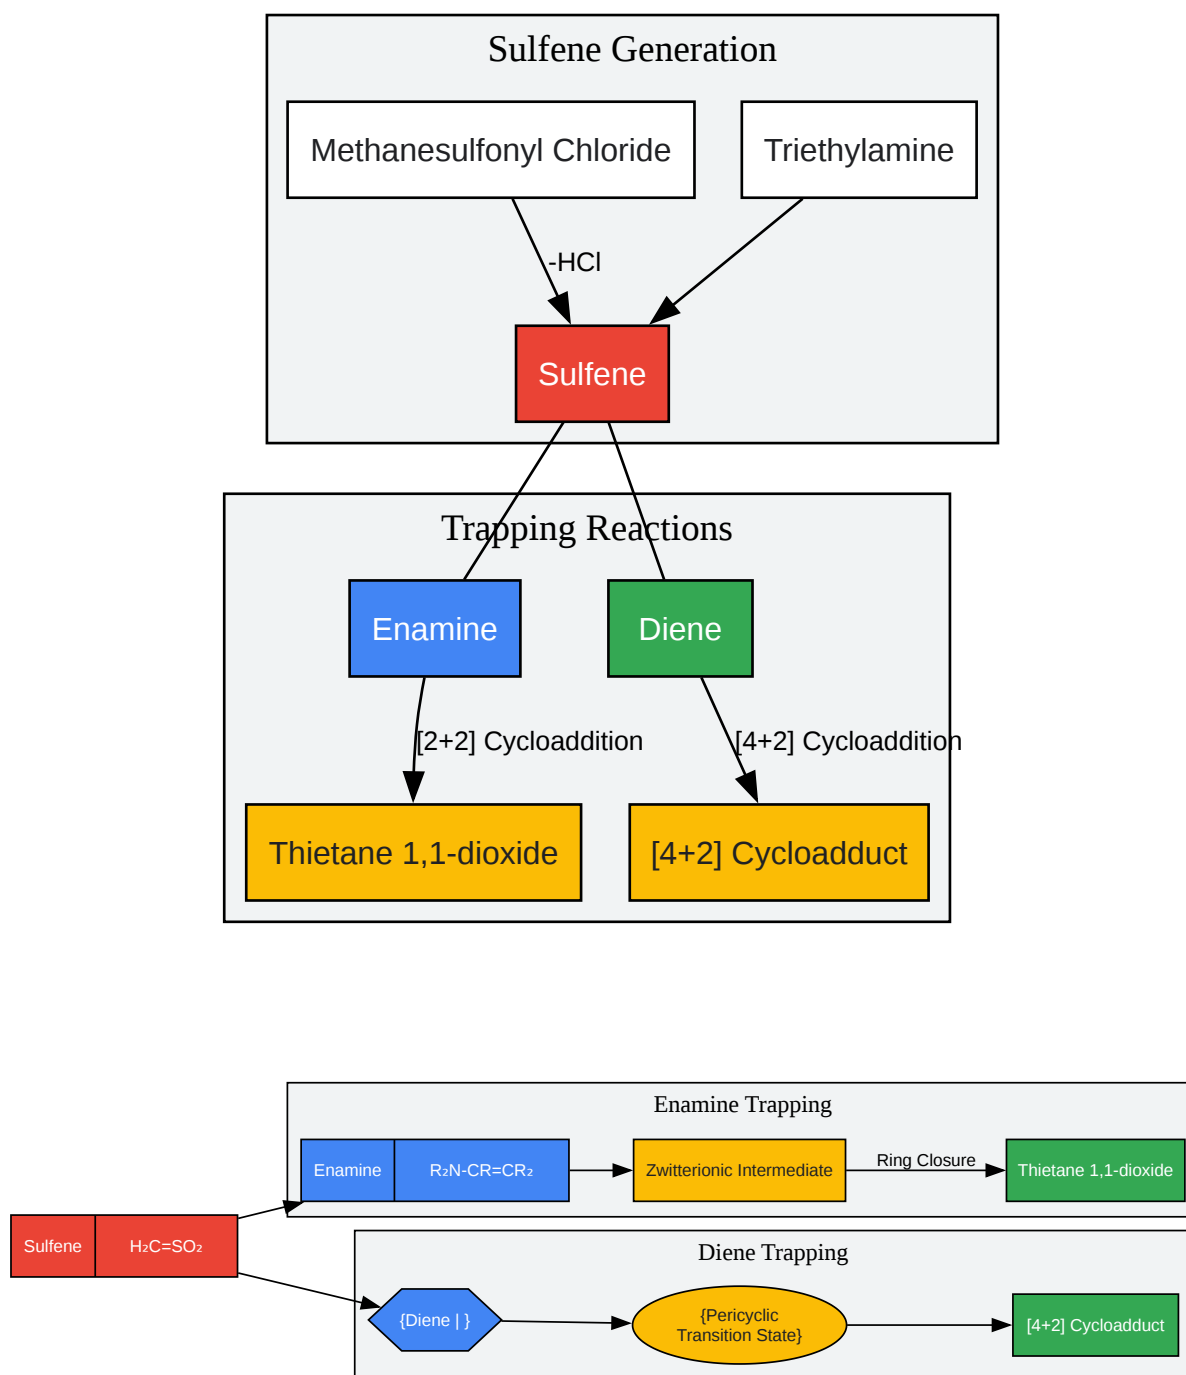 Sulfene Generation
Methanesulfonyl Chloride
Triethylamine
-HCl
Sulfene
Trapping Reactions
Enamine
Diene
[2+2] Cycloaddition
[4+2] Cycloaddition
Thietane 1,1-dioxide
[4+2] Cycloadduct
Enamine Trapping
Enamine
R₂N-CR=CR₂
Zwitterionic Intermediate
Ring Closure
Thietane 1,1-dioxide
Sulfene
H₂C=SO₂
Diene Trapping
{Diene | }
{Pericyclic
Transition State}
[4+2] Cycloadduct